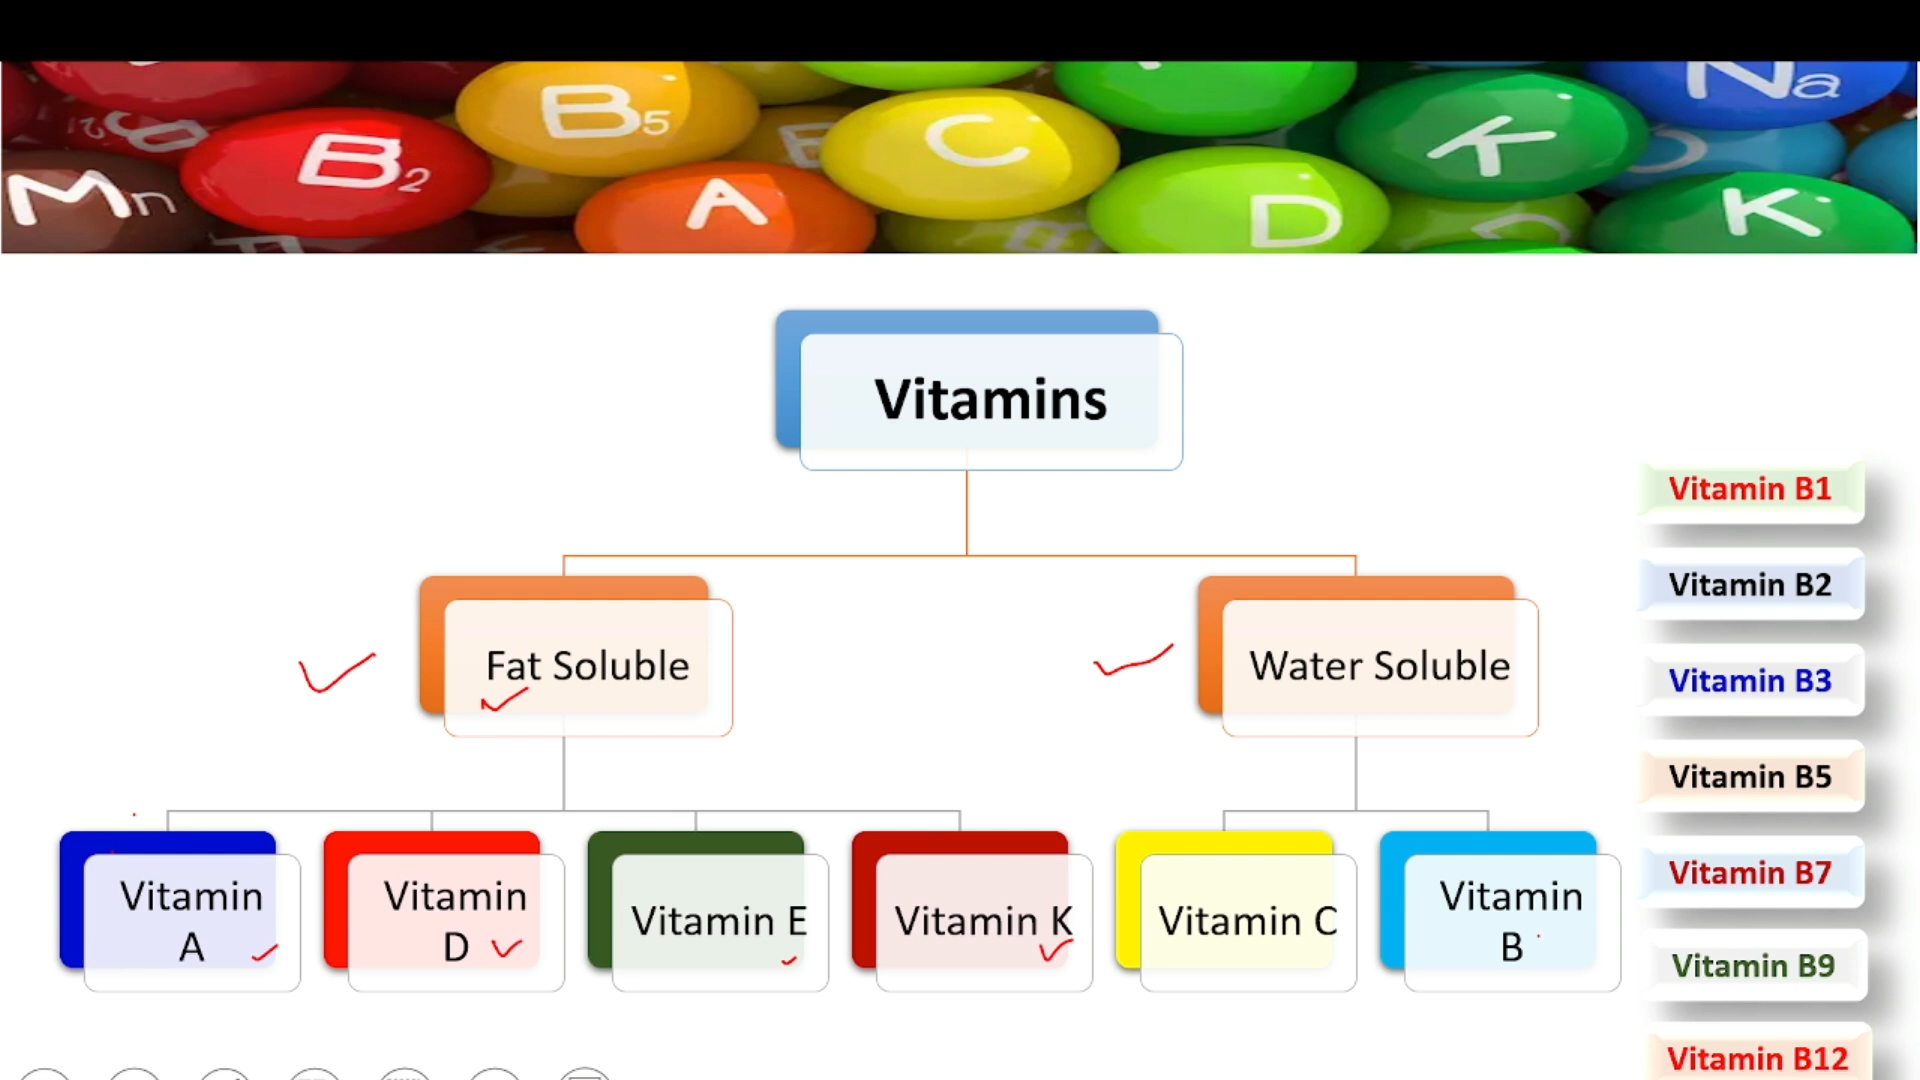 B5
Na
C
K
B2
Mn
A
D
K
Vitamins
Vitamin B1
Vitamin B2
Fat Soluble
Water Soluble
Vitamin B3
Vitamin B5
Vitamin
A
Vitamin
D
Vitamin E
Vitamin K
Vitamin C
Vitamin
B
Vitamin B7
Vitamin B9
Vitamin B12